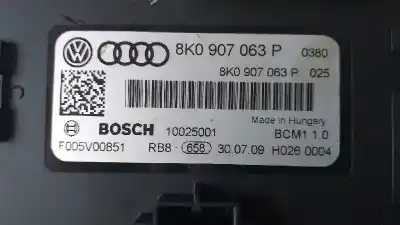 8K0 907 063 P 0380
8K0 907 063 P 025
Made in Hungary
BOSCH 10025001 BCM1 1.0
F005V00851 RB8- 658 30.07.09 H026 0004